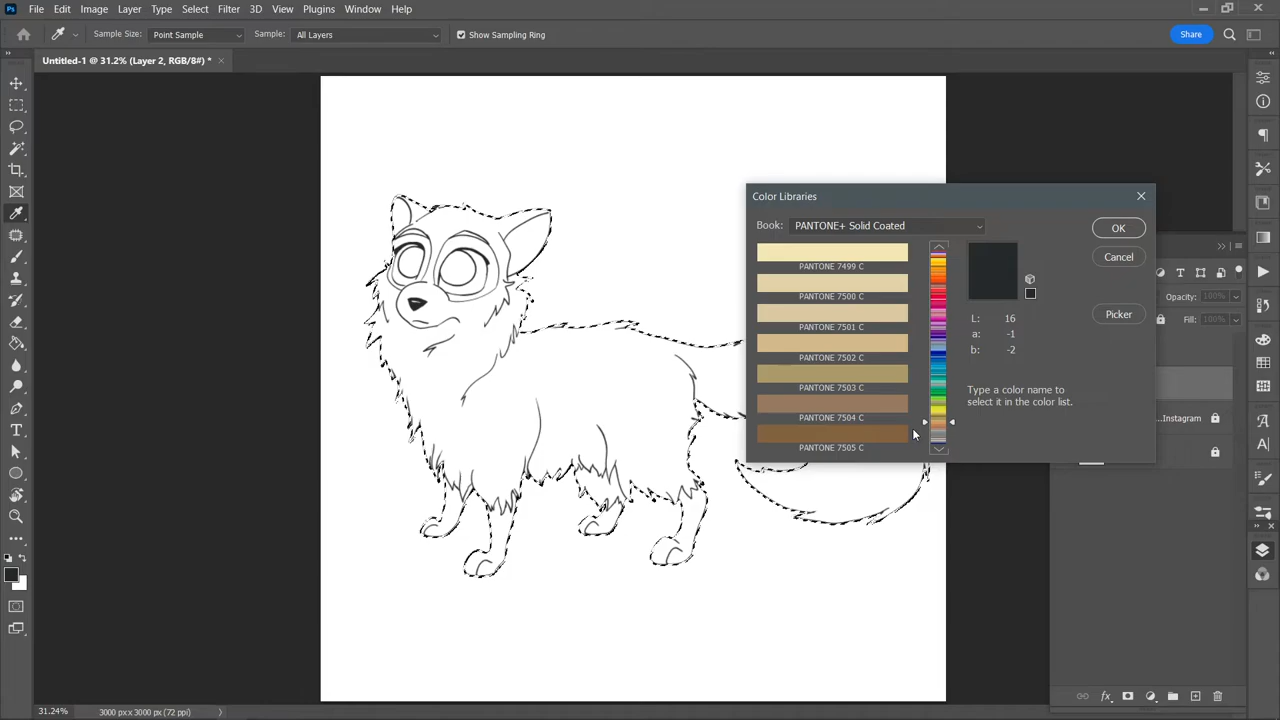 Ps File Edit Image Layer Type Select Filter 3D View Plugins Window Help
Sample Size: Point Sample Sample: All Layers Show Sampling Ring Share
Untitled-1 @ 31.2% (Layer 2, RGB/8#) *
Color Libraries
Book: PANTONE+ Solid Coated
OK
PANTONE 7499 C
Cancel
PANTONE 7500 C
Opacity: 100%
Picker
L: 16
Fill: 100%
PANTONE 7501 C
a: -1
b: -2
PANTONE 7502 C
PANTONE 7503 C
Type a color name to
select it in the color list.
PANTONE 7504 C
...Instagram
PANTONE 7505 C
31.24% 3000 px x 3000 px (72 ppi)
fx